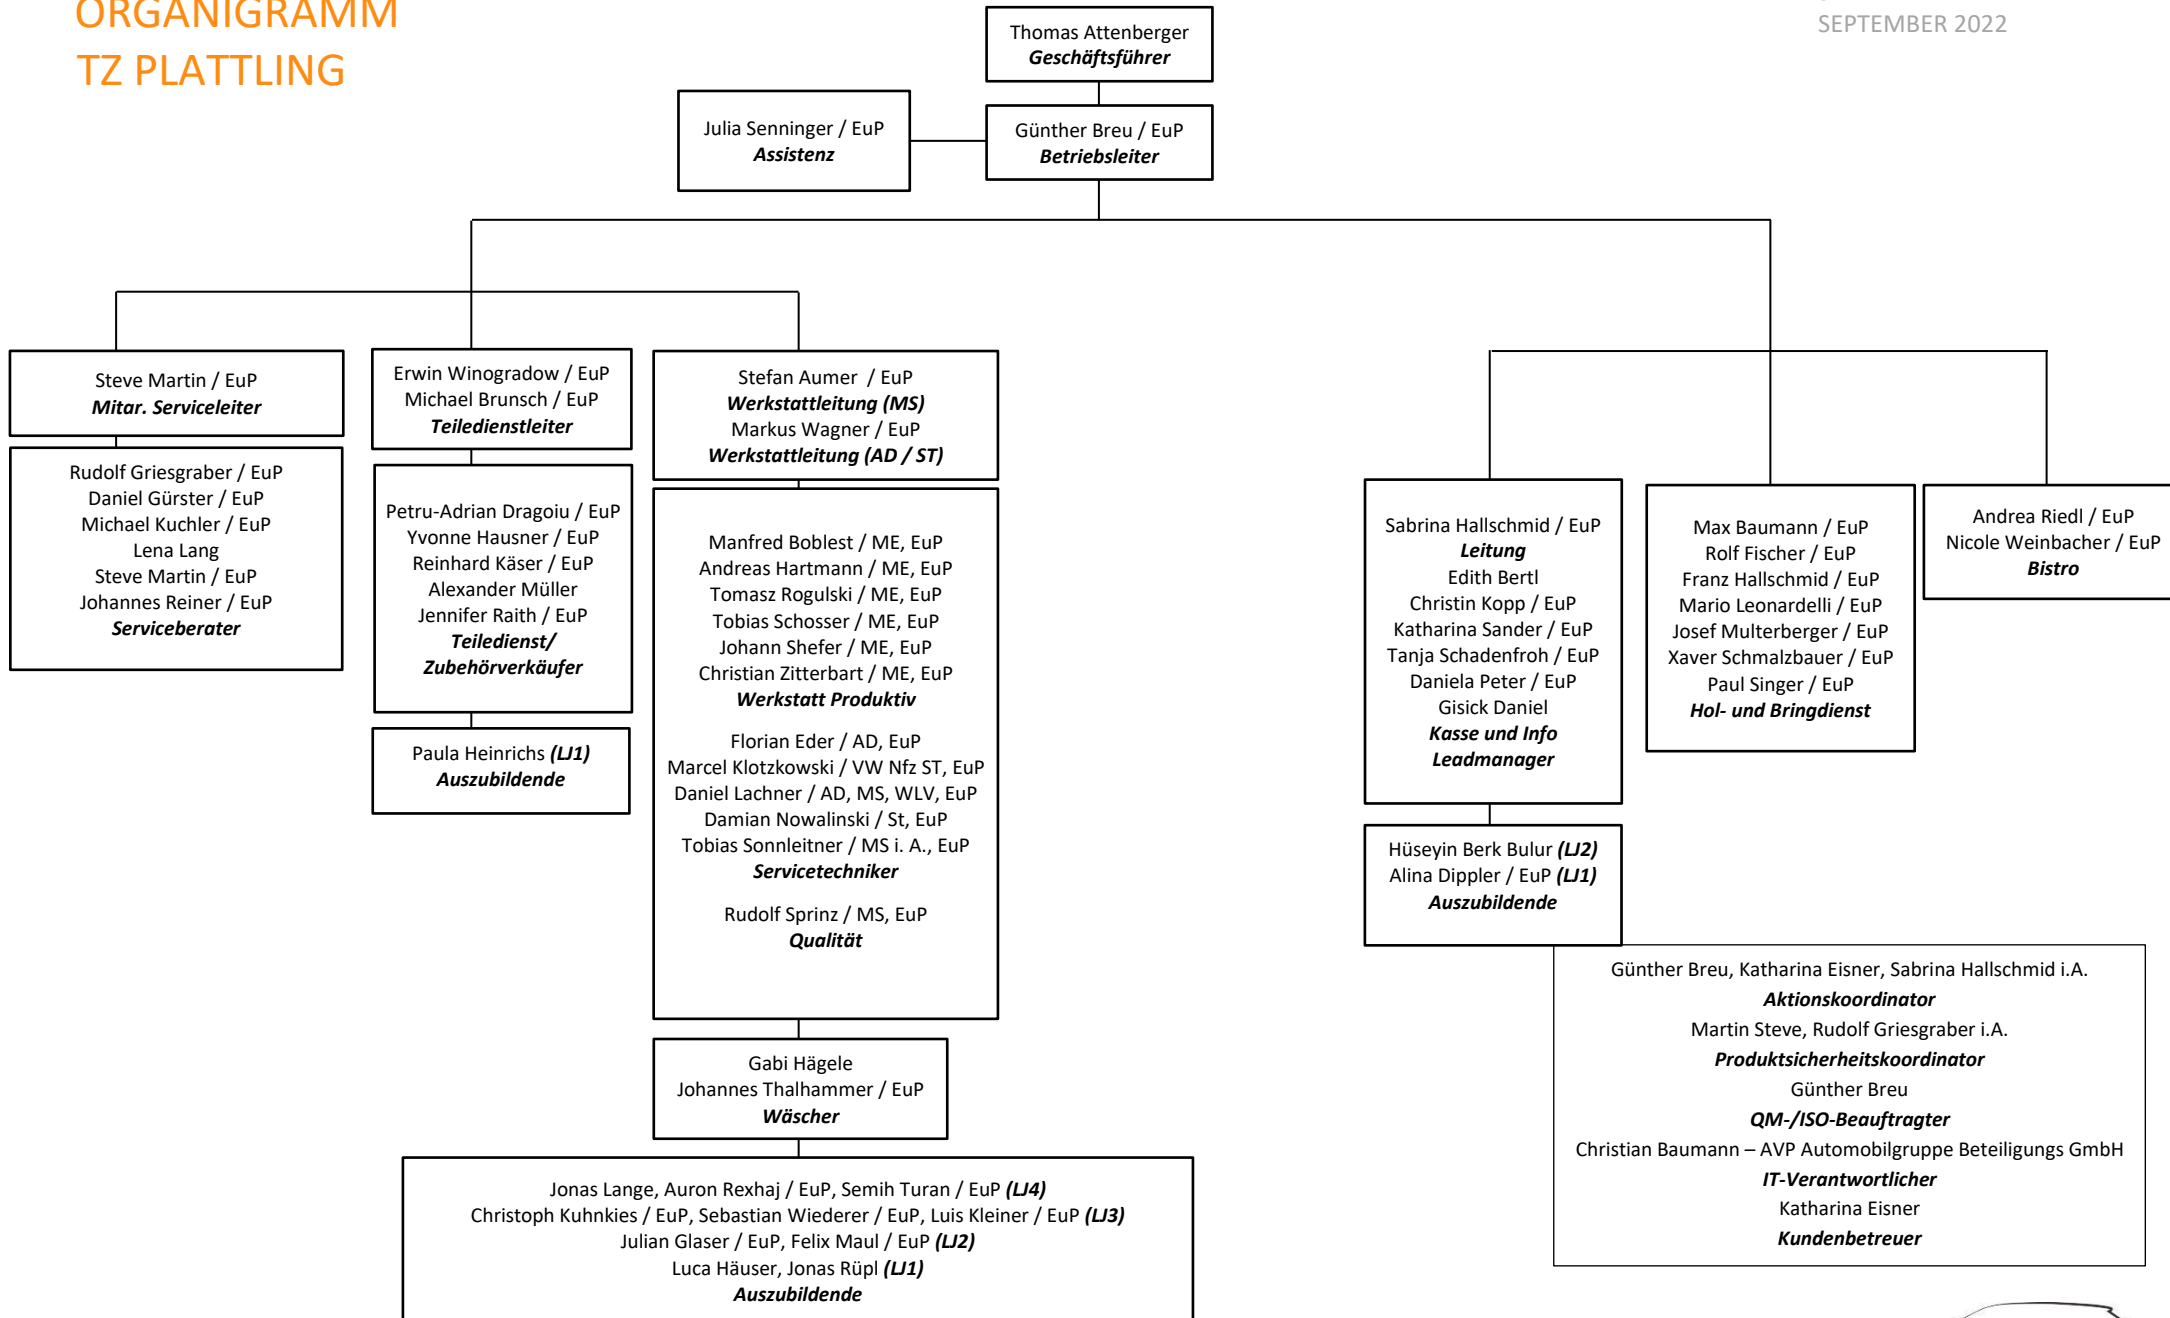 ORGANIGRAMM
TZ PLATTLING
SEPTEMBER 2022
Thomas Attenberger
Geschäftsführer
Julia Senninger / EuP
Assistenz
Günther Breu / EuP
Betriebsleiter
Steve Martin / EuP
Mitar. Serviceleiter
Rudolf Griesgraber / EuP
Daniel Gürster / EuP
Michael Kuchler / EuP
Lena Lang
Steve Martin / EuP
Johannes Reiner / EuP
Serviceberater
Erwin Winogradow / EuP
Michael Brunsch / EuP
Teiledienstleiter
Petru-Adrian Dragoiu / EuP
Yvonne Hausner / EuP
Reinhard Käser / EuP
Alexander Müller
Jennifer Raith / EuP
Teiledienst/
Zubehörverkäufer
Paula Heinrichs (LJ1)
Auszubildende
Stefan Aumer / EuP
Werkstattleitung (MS)
Markus Wagner / EuP
Werkstattleitung (AD / ST)
Manfred Boblest / ME, EuP
Andreas Hartmann / ME, EuP
Tomasz Rogulski / ME, EuP
Tobias Schosser / ME, EuP
Johann Shefer / ME, EuP
Christian Zitterbart / ME, EuP
Werkstatt Produktiv
Florian Eder / AD, EuP
Marcel Klotzkowski / VW Nfz ST, EuP
Daniel Lachner / AD, MS, WLV, EuP
Damian Nowalinski / St, EuP
Tobias Sonnleitner / MS i. A., EuP
Servicetechniker
Rudolf Sprinz / MS, EuP
Qualität
Gabi Hägele
Johannes Thalhammer / EuP
Wäscher
Jonas Lange, Auron Rexhaj / EuP, Semih Turan / EuP (LJ4)
Christoph Kuhnkies / EuP, Sebastian Wiederer / EuP, Luis Kleiner / EuP (LJ3)
Julian Glaser / EuP, Felix Maul / EuP (LJ2)
Luca Häuser, Jonas Rüpl (LJ1)
Auszubildende
Sabrina Hallschmid / EuP
Leitung
Edith Bertl
Christin Kopp / EuP
Katharina Sander / EuP
Tanja Schadenfroh / EuP
Daniela Peter / EuP
Gisick Daniel
Kasse und Info
Leadmanager
Hüseyin Berk Bulur (LJ2)
Alina Dippler / EuP (LJ1)
Auszubildende
Max Baumann / EuP
Rolf Fischer / EuP
Franz Hallschmid / EuP
Mario Leonardelli / EuP
Josef Multerberger / EuP
Xaver Schmalzbauer / EuP
Paul Singer / EuP
Hol- und Bringdienst
Andrea Riedl / EuP
Nicole Weinbacher / EuP
Bistro
Günther Breu, Katharina Eisner, Sabrina Hallschmid i.A.
Aktionskoordinator
Martin Steve, Rudolf Griesgraber i.A.
Produktsicherheitskoordinator
Günther Breu
QM-/ISO-Beauftragter
Christian Baumann – AVP Automobilgruppe Beteiligungs GmbH
IT-Verantwortlicher
Katharina Eisner
Kundenbetreuer